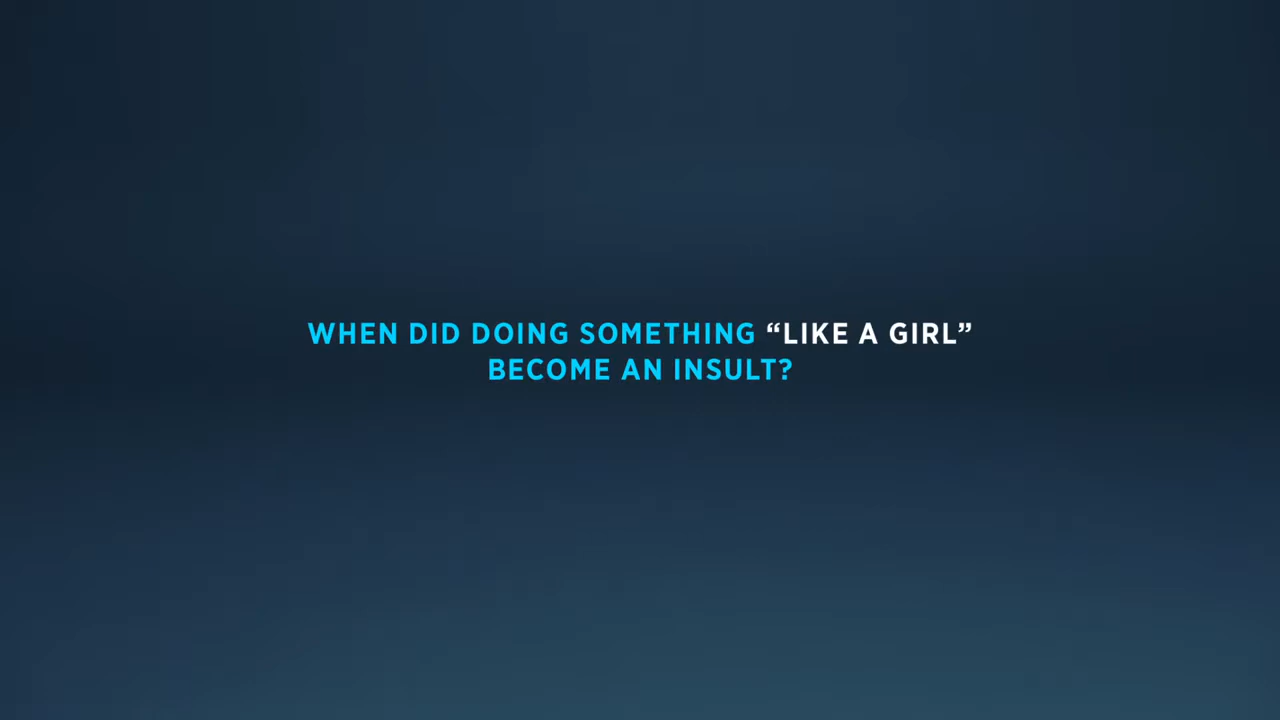 WHEN DID DOING SOMETHING “LIKE A GIRL”
BECOME AN INSULT?